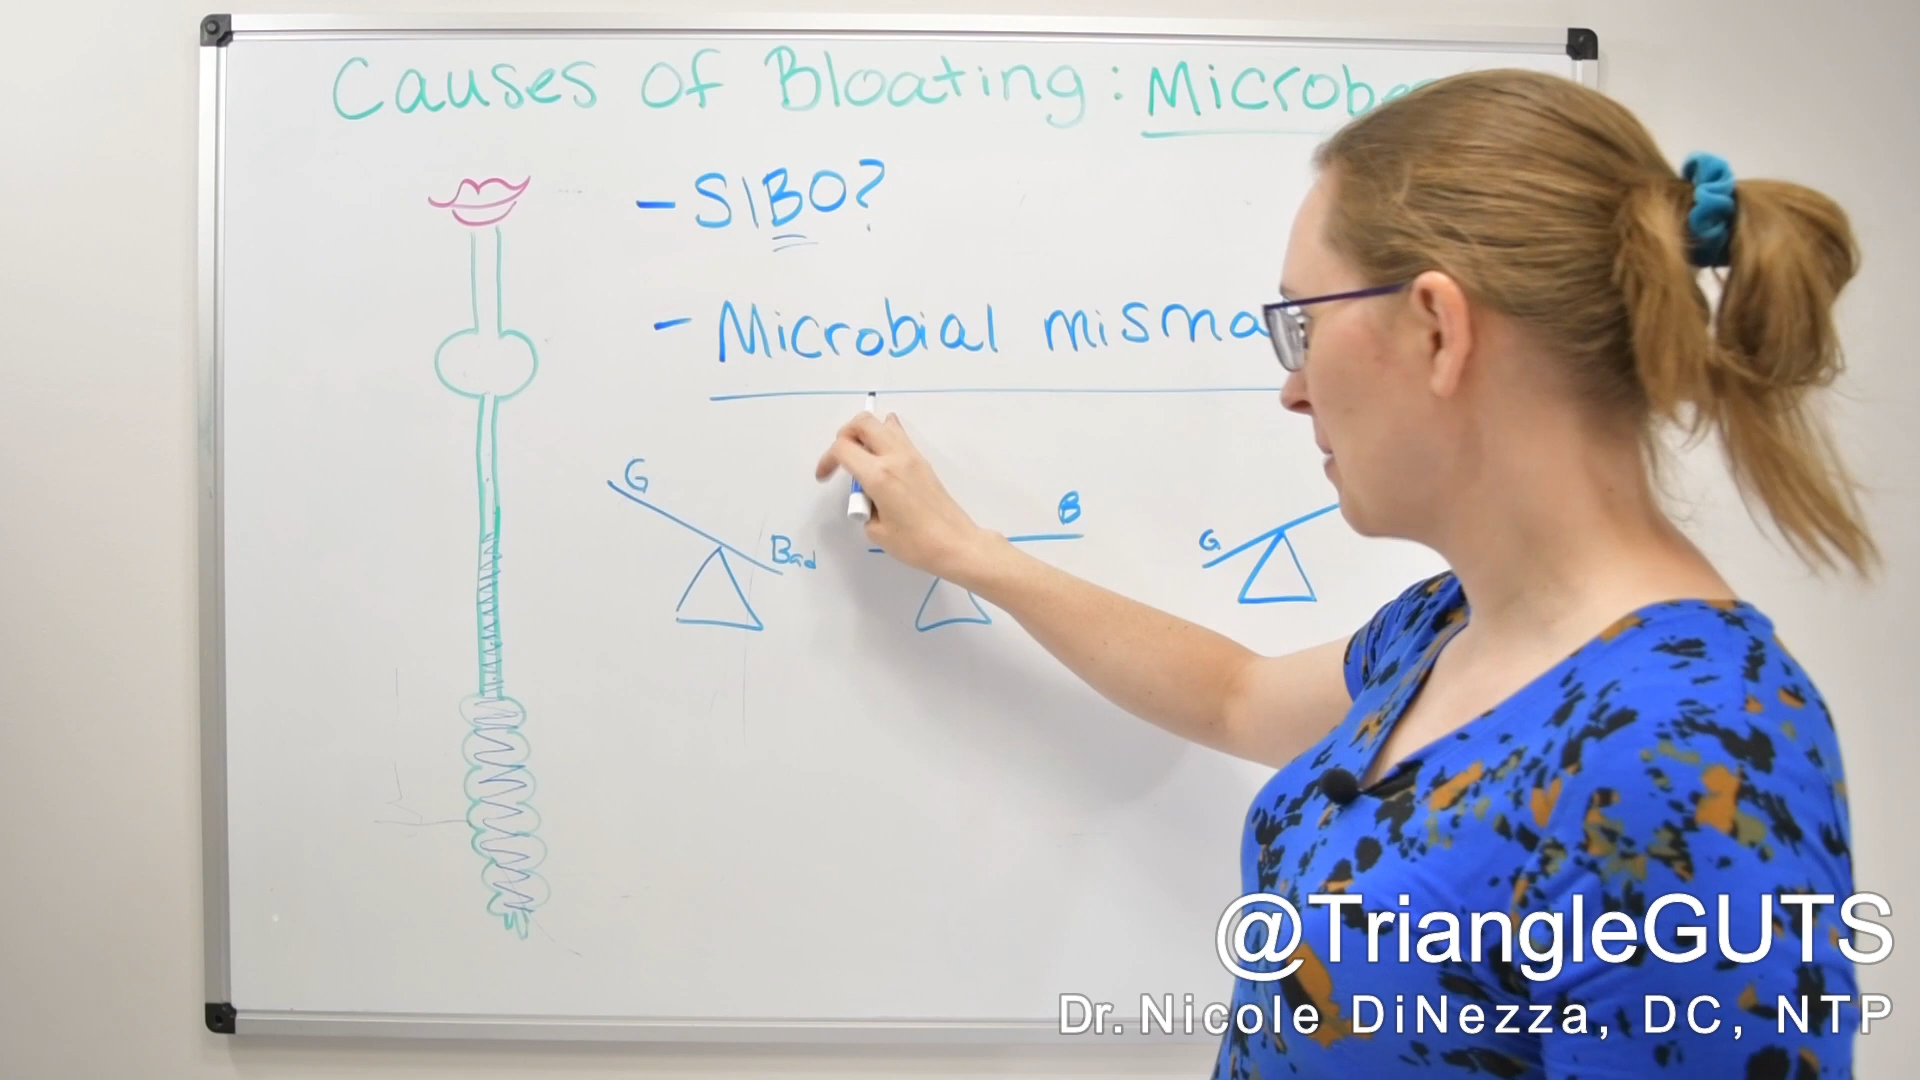 Causes of Bloating: Microbe
- SIBO?
- Microbial misma
G
Bad
B
G
@TriangleGUTS
Dr. Nicole DiNezza, DC, NTP